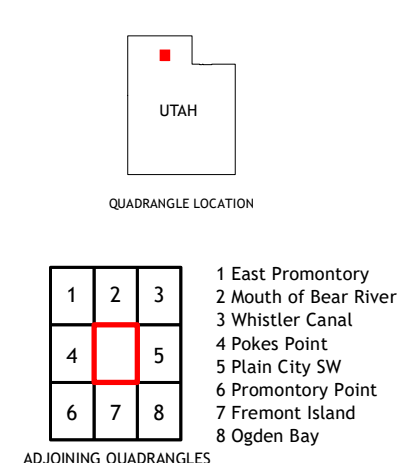 UTAH
QUADRANGLE LOCATION
1 2 3
4 5
6 7 8
1 East Promontory
2 Mouth of Bear River
3 Whistler Canal
4 Pokes Point
5 Plain City SW
6 Promontory Point
7 Fremont Island
8 Ogden Bay
ADJOINING QUADRANGLES